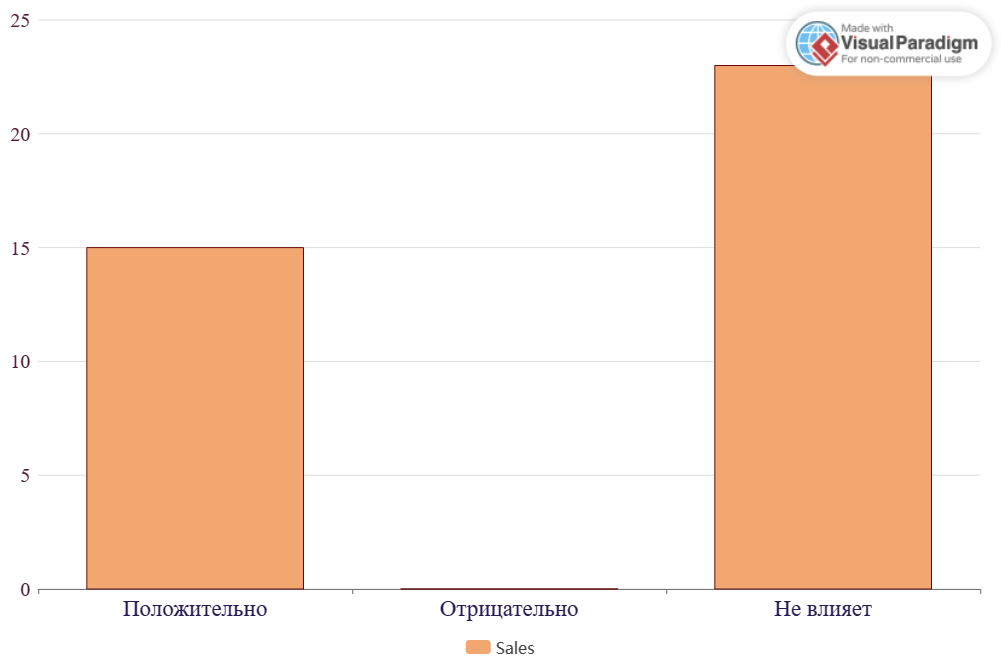 25
Made with
Visual Paradigm
For non-commercial use
20
15
10
5
0
Положительно Отрицательно Не влияет
Sales